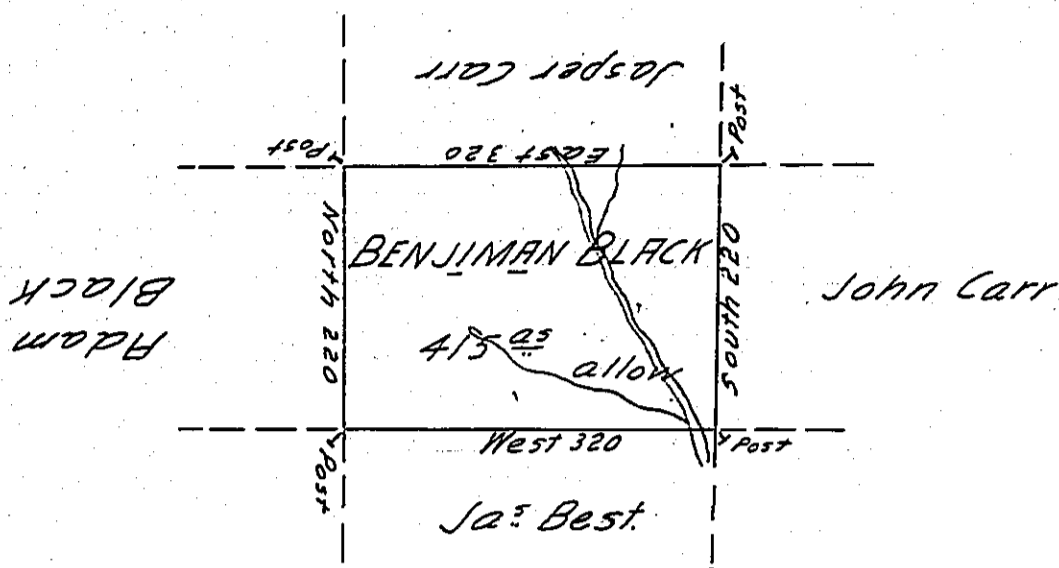 Jasper Carr
Post
East 320
Post
North 220
BENJIMAN BLACK
South 220
Adam
Black
John Carr
415 as
allow
West 320
Post
Post
Jas Best.